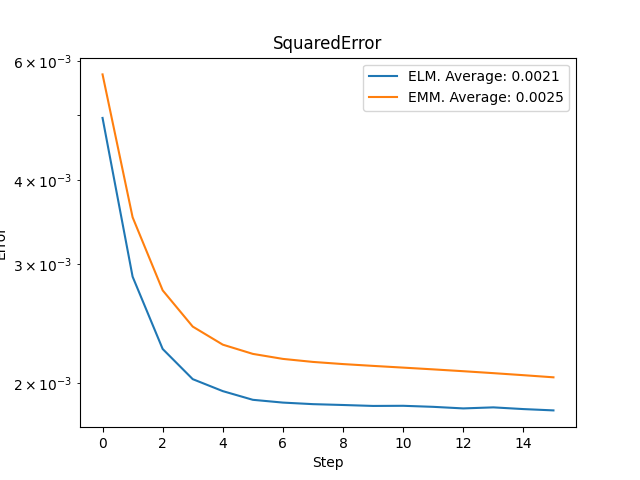 SquaredError
6 × 10⁻³
4 × 10⁻³
3 × 10⁻³
2 × 10⁻³
Error
ELM. Average: 0.0021
EMM. Average: 0.0025
0 2 4 6 8 10 12 14
Step